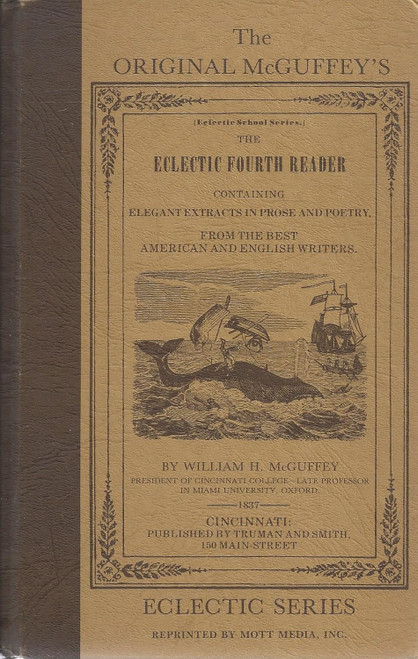 The
ORIGINAL McGUFFEY'S
[Eclectic School Series.]
THE
ECLECTIC FOURTH READER
CONTAINING
ELEGANT EXTRACTS IN PROSE AND POETRY,
FROM THE BEST
AMERICAN AND ENGLISH WRITERS.
BY WILLIAM H. McGUFFEY
PRESIDENT OF CINCINNATI COLLEGE—LATE PROFESSOR
IN MIAMI UNIVERSITY, OXFORD.
1837
CINCINNATI:
PUBLISHED BY TRUMAN AND SMITH,
150 MAIN-STREET
ECLECTIC SERIES
REPRINTED BY MOTT MEDIA, INC.